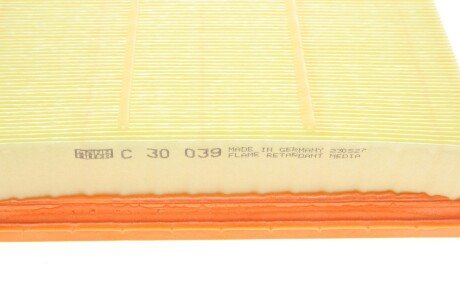 MANN FILTER C 30 039 MADE IN GERMANY 230527
FLAME RETARDANT MEDIA